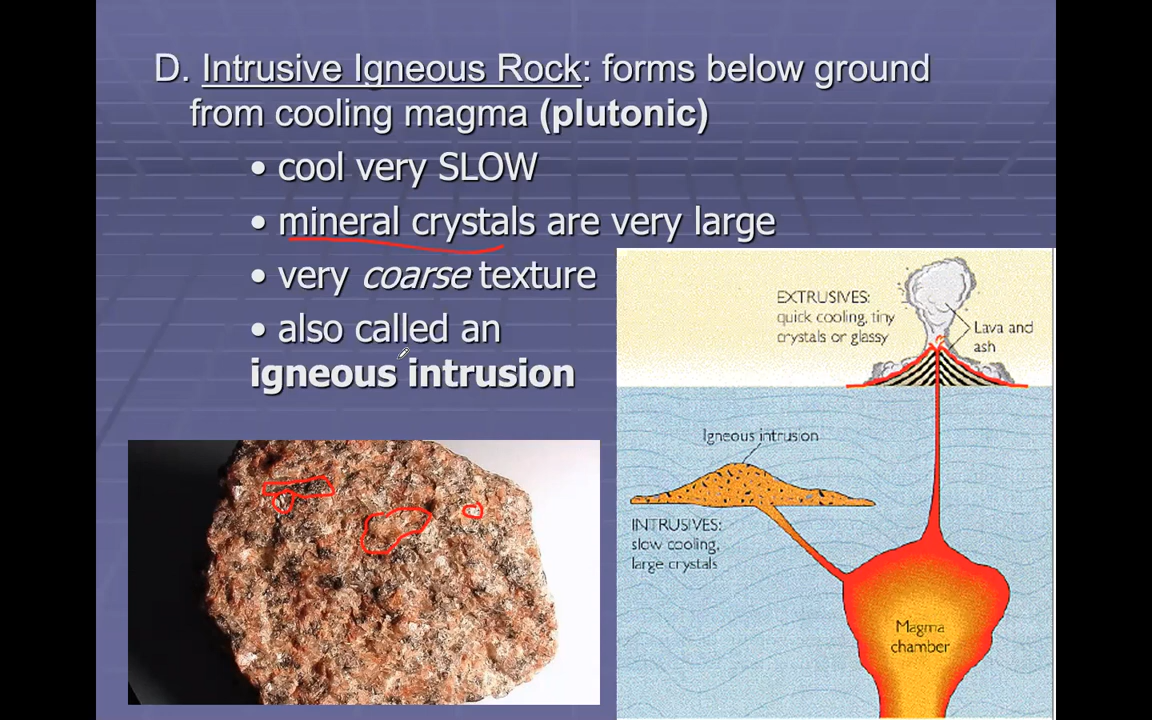 D. Intrusive Igneous Rock: forms below ground
from cooling magma (plutonic)
• cool very SLOW
• mineral crystals are very large
• very coarse texture
• also called an
igneous intrusion
EXTRUSIVES:
quick cooling, tiny
crystals or glassy
Lava and
ash
Igneous intrusion
INTRUSIVES:
slow cooling,
large crystals
Magma
chamber